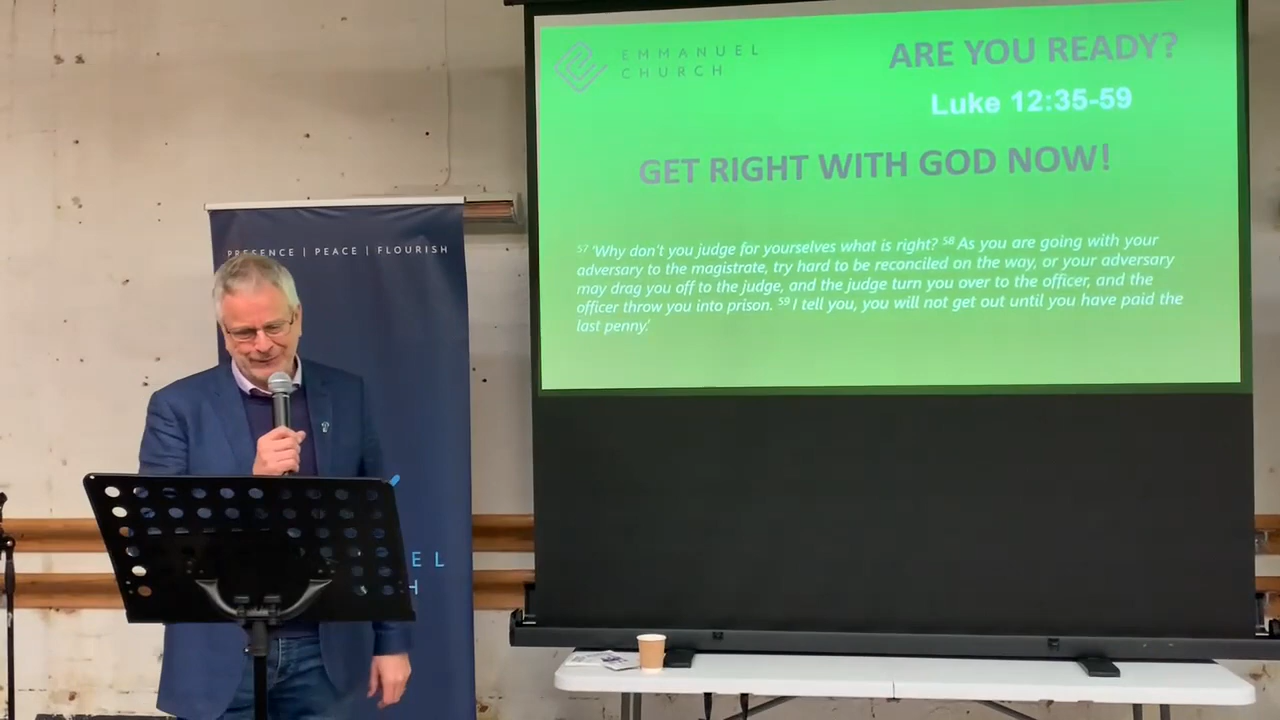 EMMANUEL
CHURCH
ARE YOU READY?
Luke 12:35-59
GET RIGHT WITH GOD NOW!
57 'Why don't you judge for yourselves what is right? 58 As you are going with your
adversary to the magistrate, try hard to be reconciled on the way, or your adversary
may drag you off to the judge, and the judge turn you over to the officer, and the
officer throw you into prison. 59 I tell you, you will not get out until you have paid the
last penny.'
PRESENCE | PEACE | FLOURISH
EL
H